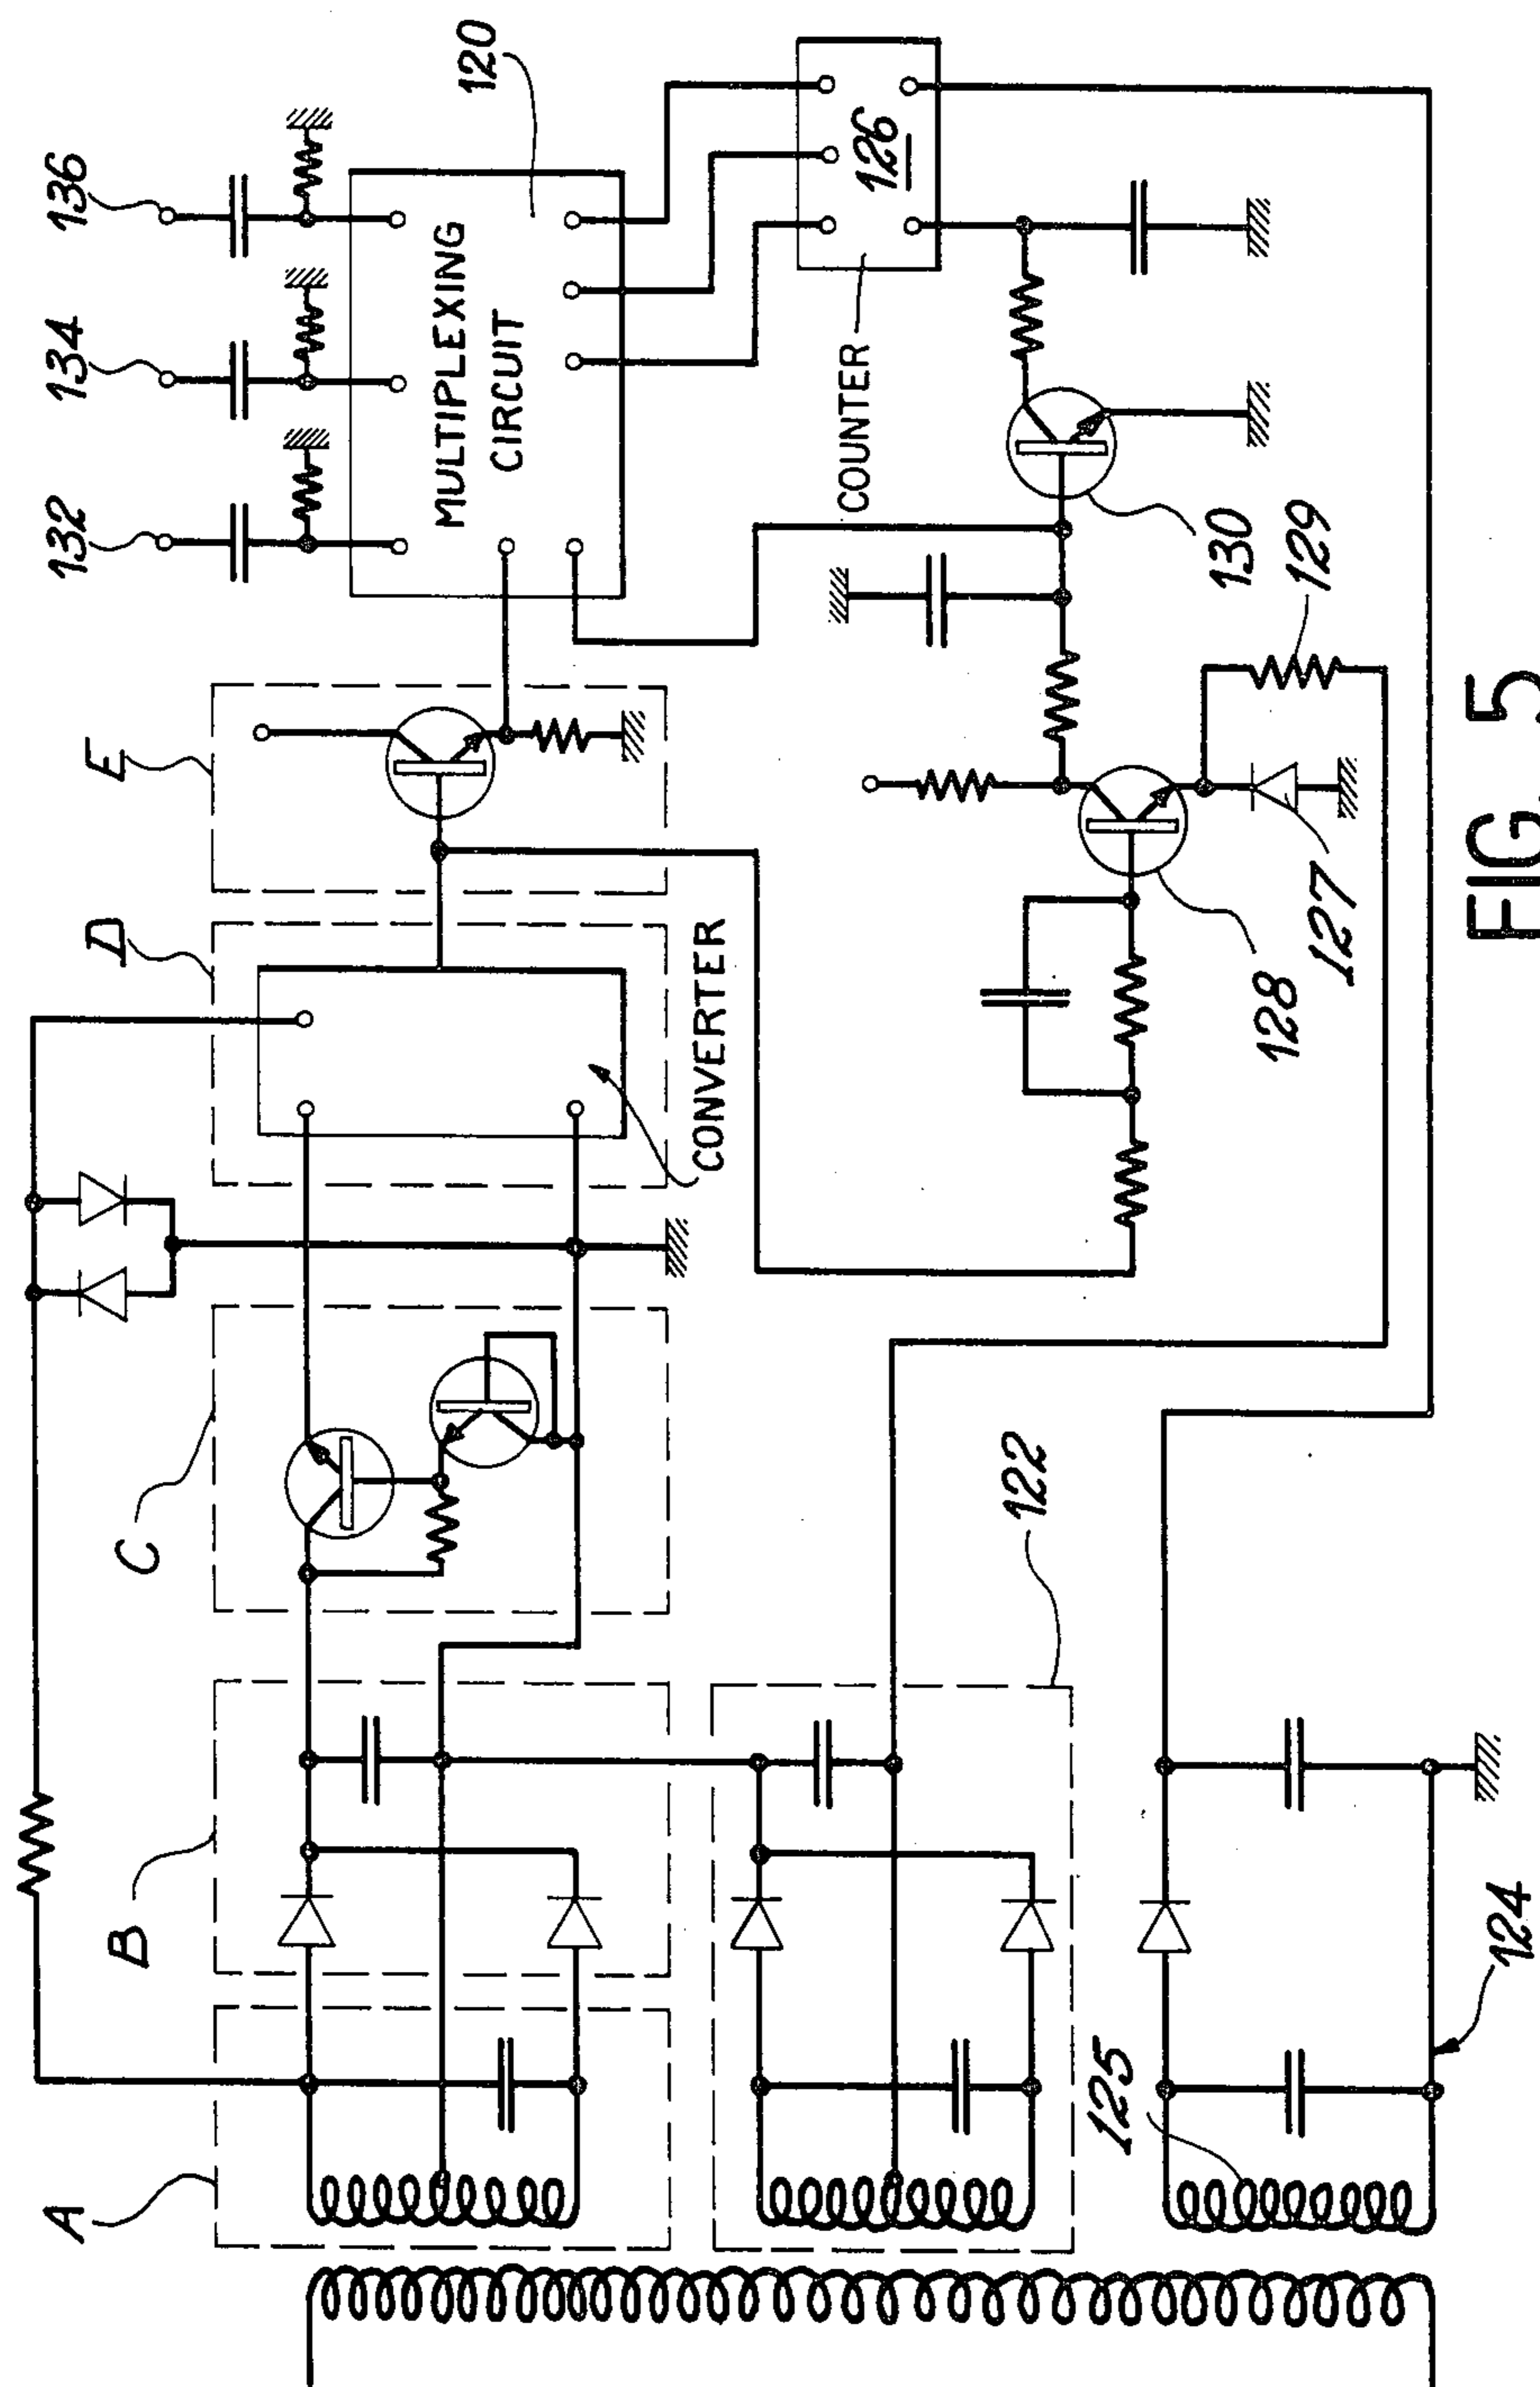 A
B
C
D
E
132
134
136
120
MULTIPLEXING
CIRCUIT
126
COUNTER
CONVERTER
130
129
128
127
122
125
124
FIG. 5